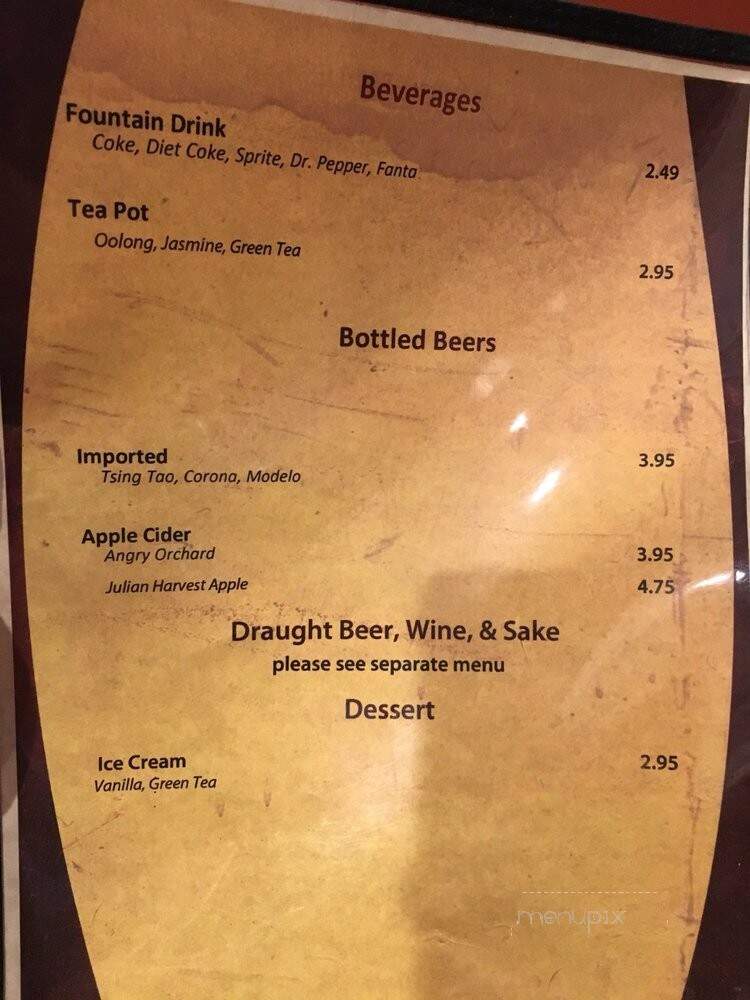 Beverages
Fountain Drink
Coke, Diet Coke, Sprite, Dr. Pepper, Fanta 2.49
Tea Pot
Oolong, Jasmine, Green Tea
2.95
Bottled Beers
Imported 3.95
Tsing Tao, Corona, Modelo
Apple Cider
Angry Orchard 3.95
Julian Harvest Apple 4.75
Draught Beer, Wine, & Sake
please see separate menu
Dessert
Ice Cream 2.95
Vanilla, Green Tea
menupix